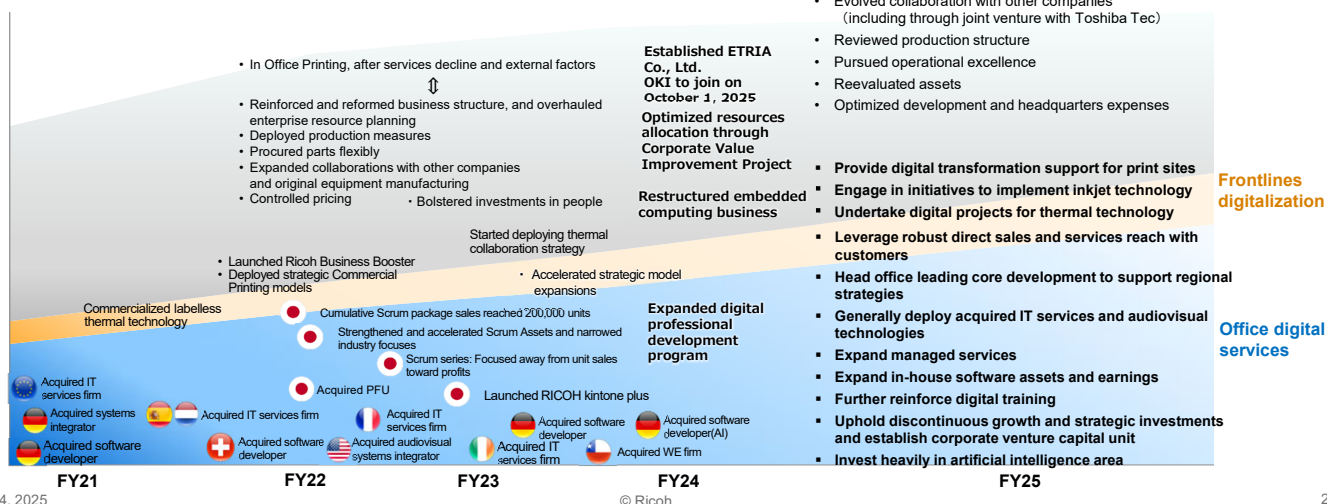 • Evolved collaboration with other companies
（including through joint venture with Toshiba Tec）
• Reviewed production structure
• Pursued operational excellence
• Reevaluated assets
• Optimized development and headquarters expenses
• In Office Printing, after services decline and external factors
⇕
• Reinforced and reformed business structure, and overhauled
enterprise resource planning
• Deployed production measures
• Procured parts flexibly
• Expanded collaborations with other companies
and original equipment manufacturing
• Controlled pricing
・Bolstered investments in people
Established ETRIA
Co., Ltd.
OKI to join on
October 1, 2025
Optimized resources
allocation through
Corporate Value
Improvement Project
Restructured embedded
computing business
▪ Provide digital transformation support for print sites
▪ Engage in initiatives to implement inkjet technology
▪ Undertake digital projects for thermal technology
Frontlines
digitalization
Started deploying thermal
collaboration strategy
• Launched Ricoh Business Booster
• Deployed strategic Commercial
Printing models
・ Accelerated strategic model
expansions
Commercialized labelless
thermal technology
Cumulative Scrum package sales reached 200,000 units
Strengthened and accelerated Scrum Assets and narrowed
industry focuses
Scrum series: Focused away from unit sales
toward profits
Acquired PFU
Launched RICOH kintone plus
Expanded digital
professional
development
program
▪ Leverage robust direct sales and services reach with
customers
▪ Head office leading core development to support regional
strategies
▪ Generally deploy acquired IT services and audiovisual
technologies
▪ Expand managed services
▪ Expand in-house software assets and earnings
▪ Further reinforce digital training
▪ Uphold discontinuous growth and strategic investments
and establish corporate venture capital unit
▪ Invest heavily in artificial intelligence area
Office digital
services
Acquired IT
services firm
Acquired systems
integrator
Acquired software
developer
Acquired IT services firm
Acquired software
developer
Acquired IT
services firm
Acquired audiovisual
systems integrator
Acquired software
developer
Acquired IT
services firm
Acquired software
developer(AI)
Acquired WE firm
FY21
FY22
FY23
FY24
FY25
4, 2025
© Ricoh
2